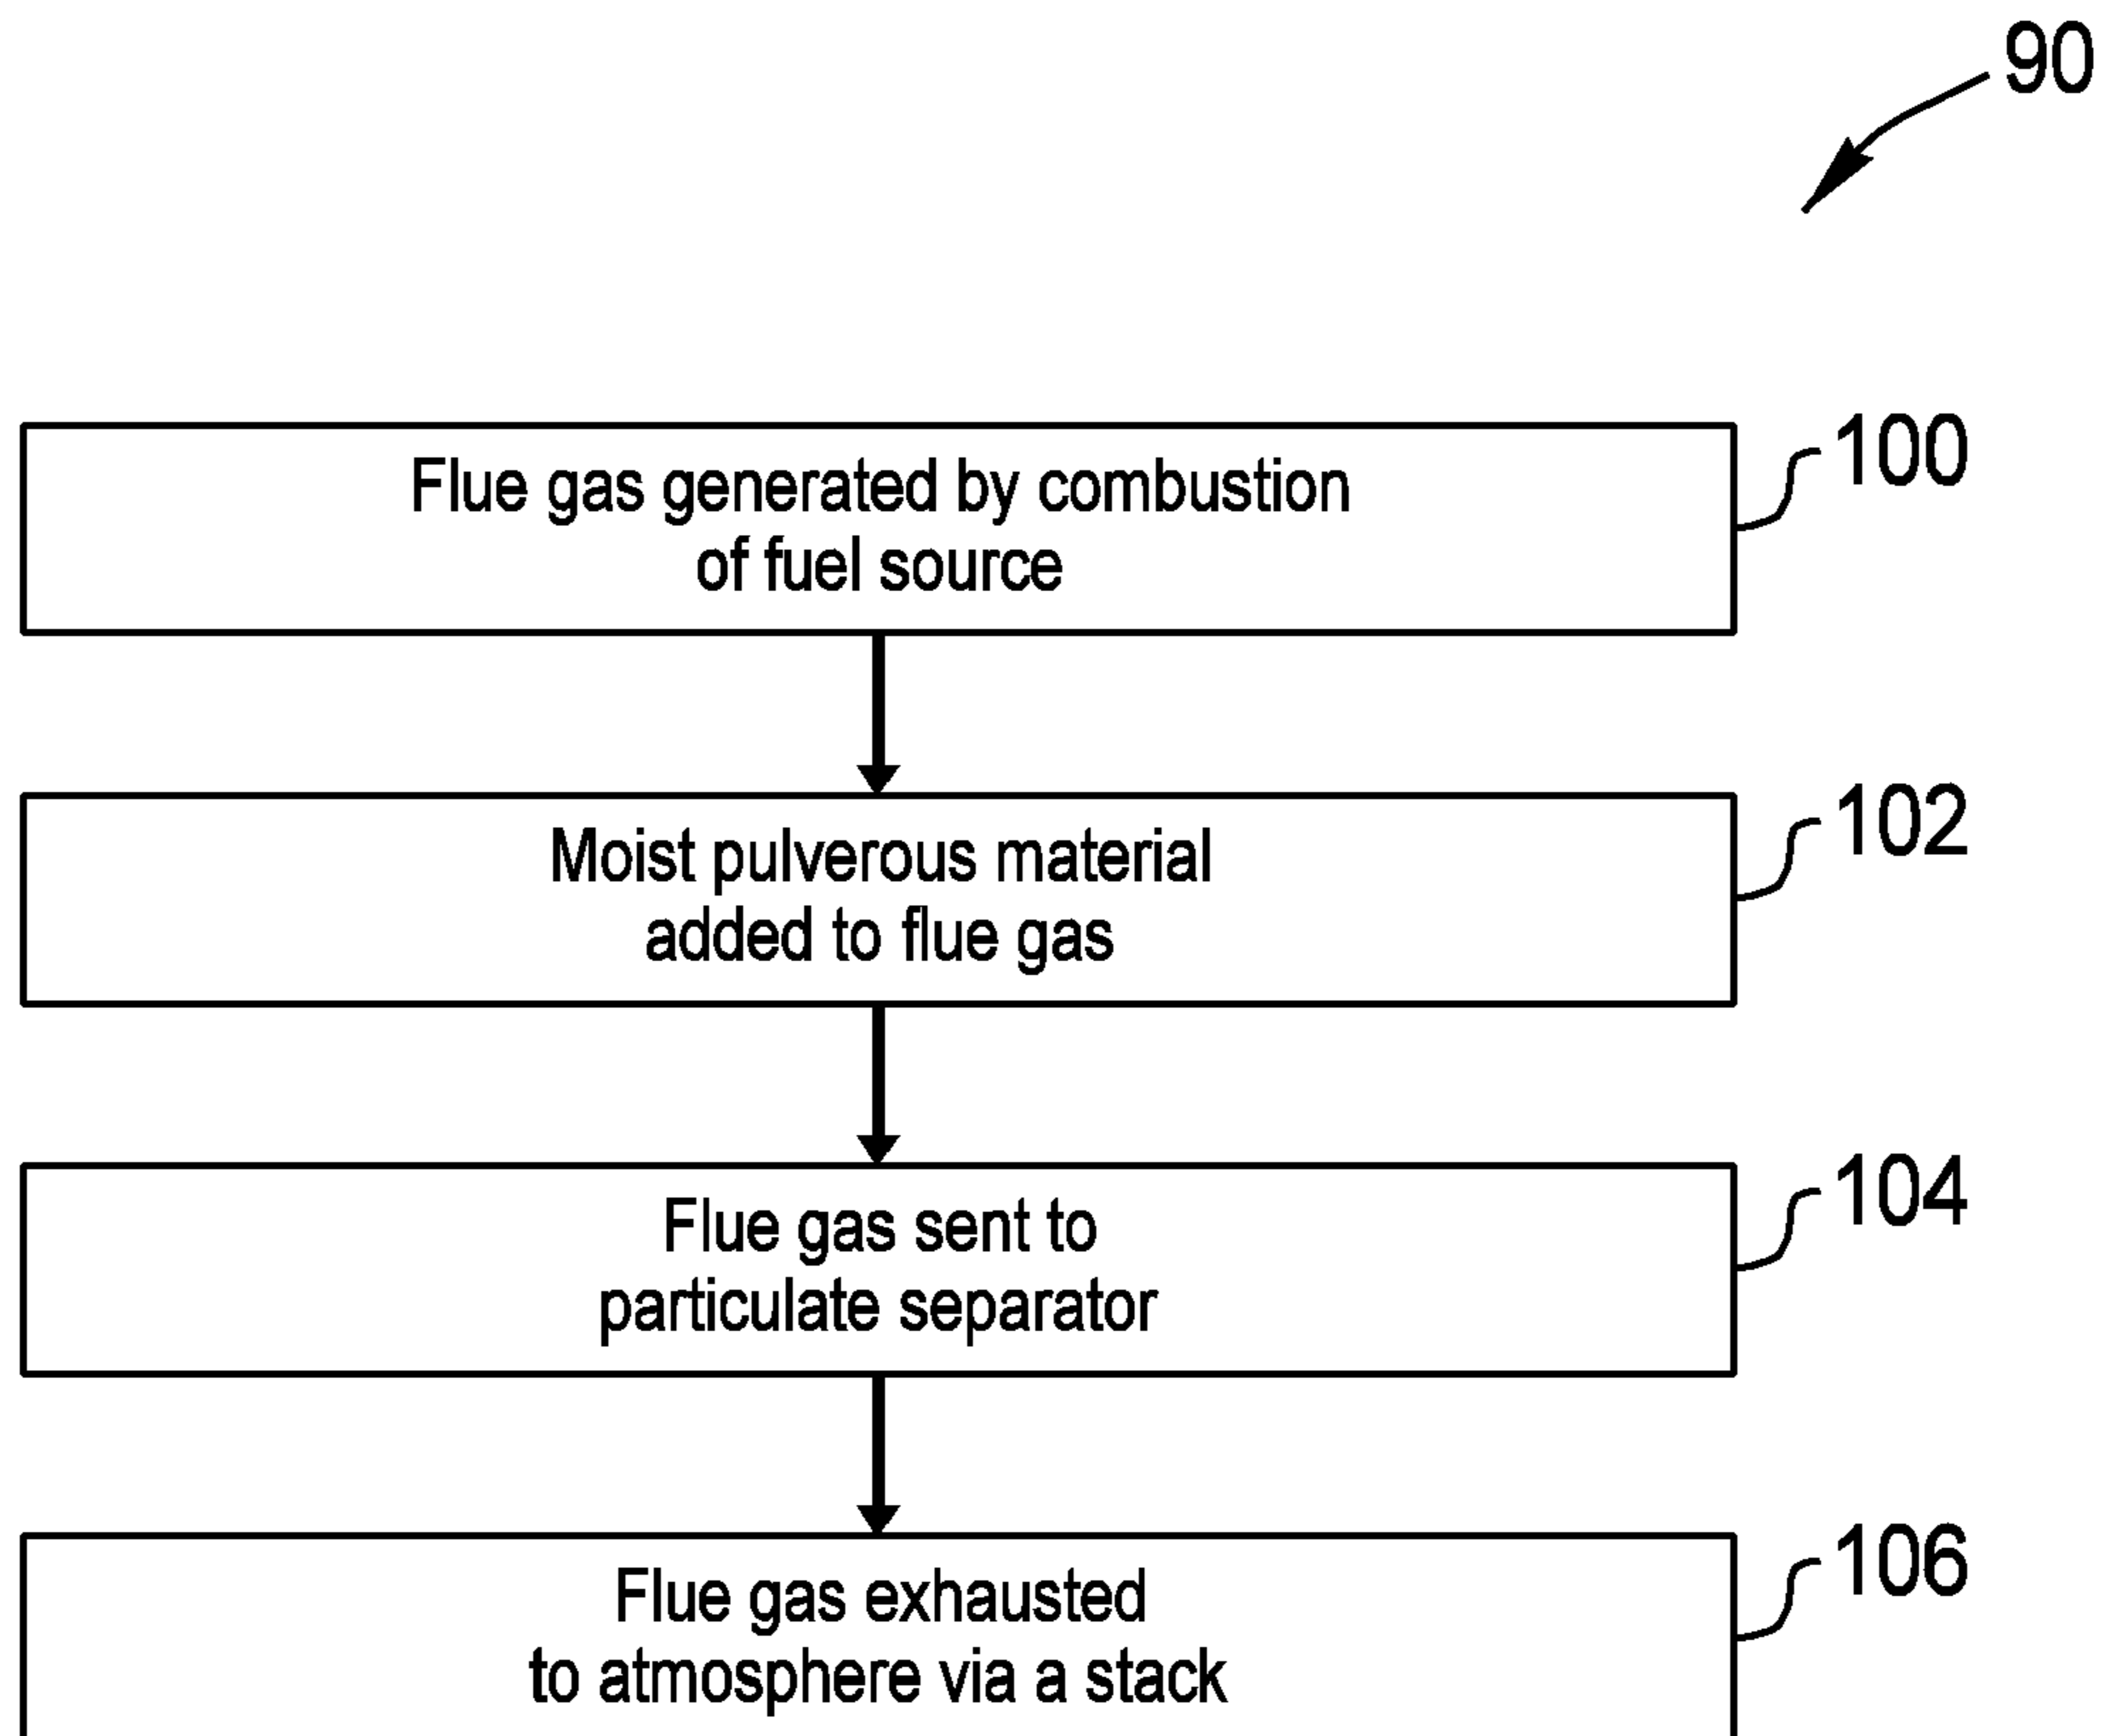 90
Flue gas generated by combustion
of fuel source
100
Moist pulverous material
added to flue gas
102
Flue gas sent to
particulate separator
104
Flue gas exhausted
to atmosphere via a stack
106